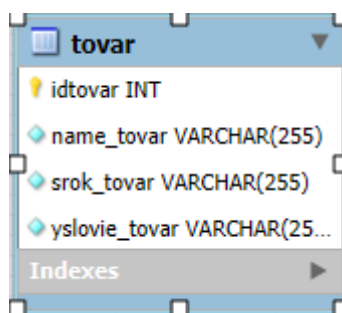 tovar
idtovar INT
name_tovar VARCHAR(255)
srok_tovar VARCHAR(255)
yslovie_tovar VARCHAR(25...
Indexes